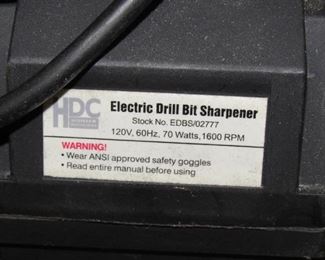 HDC
Electric Drill Bit Sharpener
Stock No. EDBS/02777
120V, 60Hz, 70 Watts, 1600 RPM
WARNING!
• Wear ANSI approved safety goggles
• Read entire manual before using